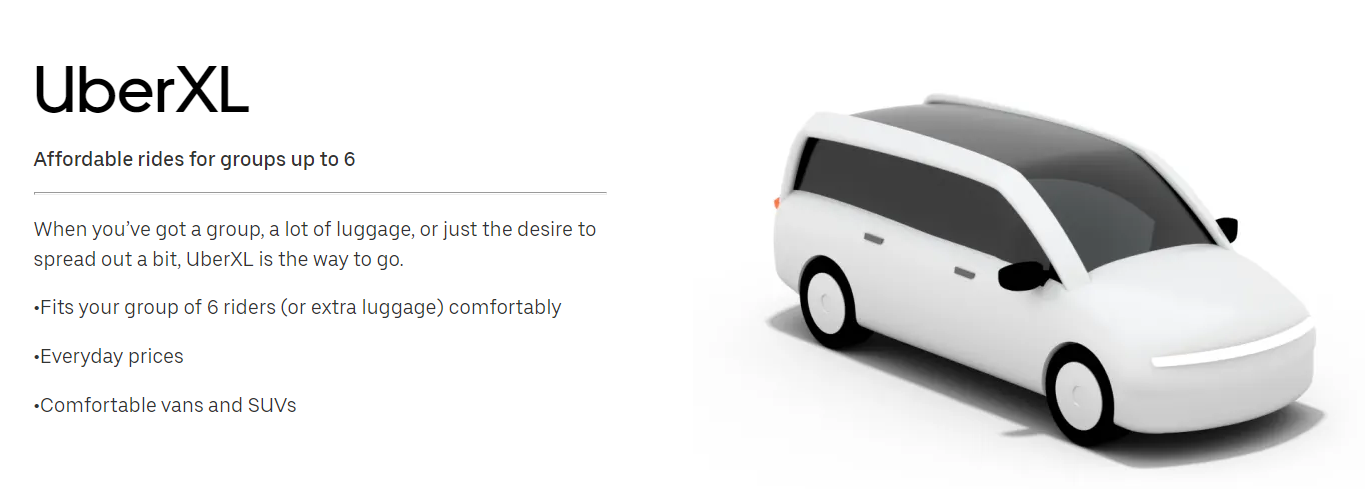 UberXL
Affordable rides for groups up to 6
When you’ve got a group, a lot of luggage, or just the desire to
spread out a bit, UberXL is the way to go.
•Fits your group of 6 riders (or extra luggage) comfortably
•Everyday prices
•Comfortable vans and SUVs